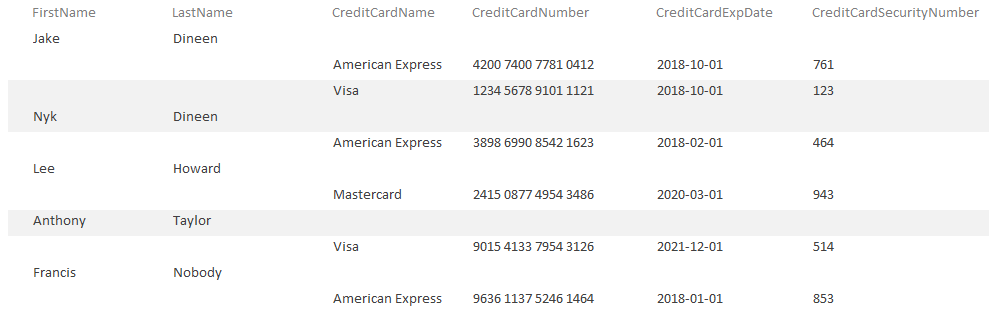 FirstName LastName CreditCardName CreditCardNumber CreditCardExpDate CreditCardSecurityNumber
Jake Dineen
American Express 4200 7400 7781 0412 2018-10-01 761
Visa 1234 5678 9101 1121 2018-10-01 123
Nyk Dineen
American Express 3898 6990 8542 1623 2018-02-01 464
Lee Howard
Mastercard 2415 0877 4954 3486 2020-03-01 943
Anthony Taylor
Visa 9015 4133 7954 3126 2021-12-01 514
Francis Nobody
American Express 9636 1137 5246 1464 2018-01-01 853